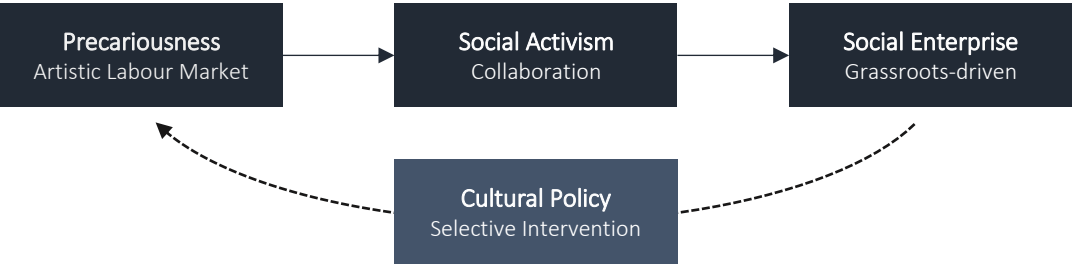 Precariousness
Artistic Labour Market
Social Activism
Collaboration
Social Enterprise
Grassroots-driven
Cultural Policy
Selective Intervention